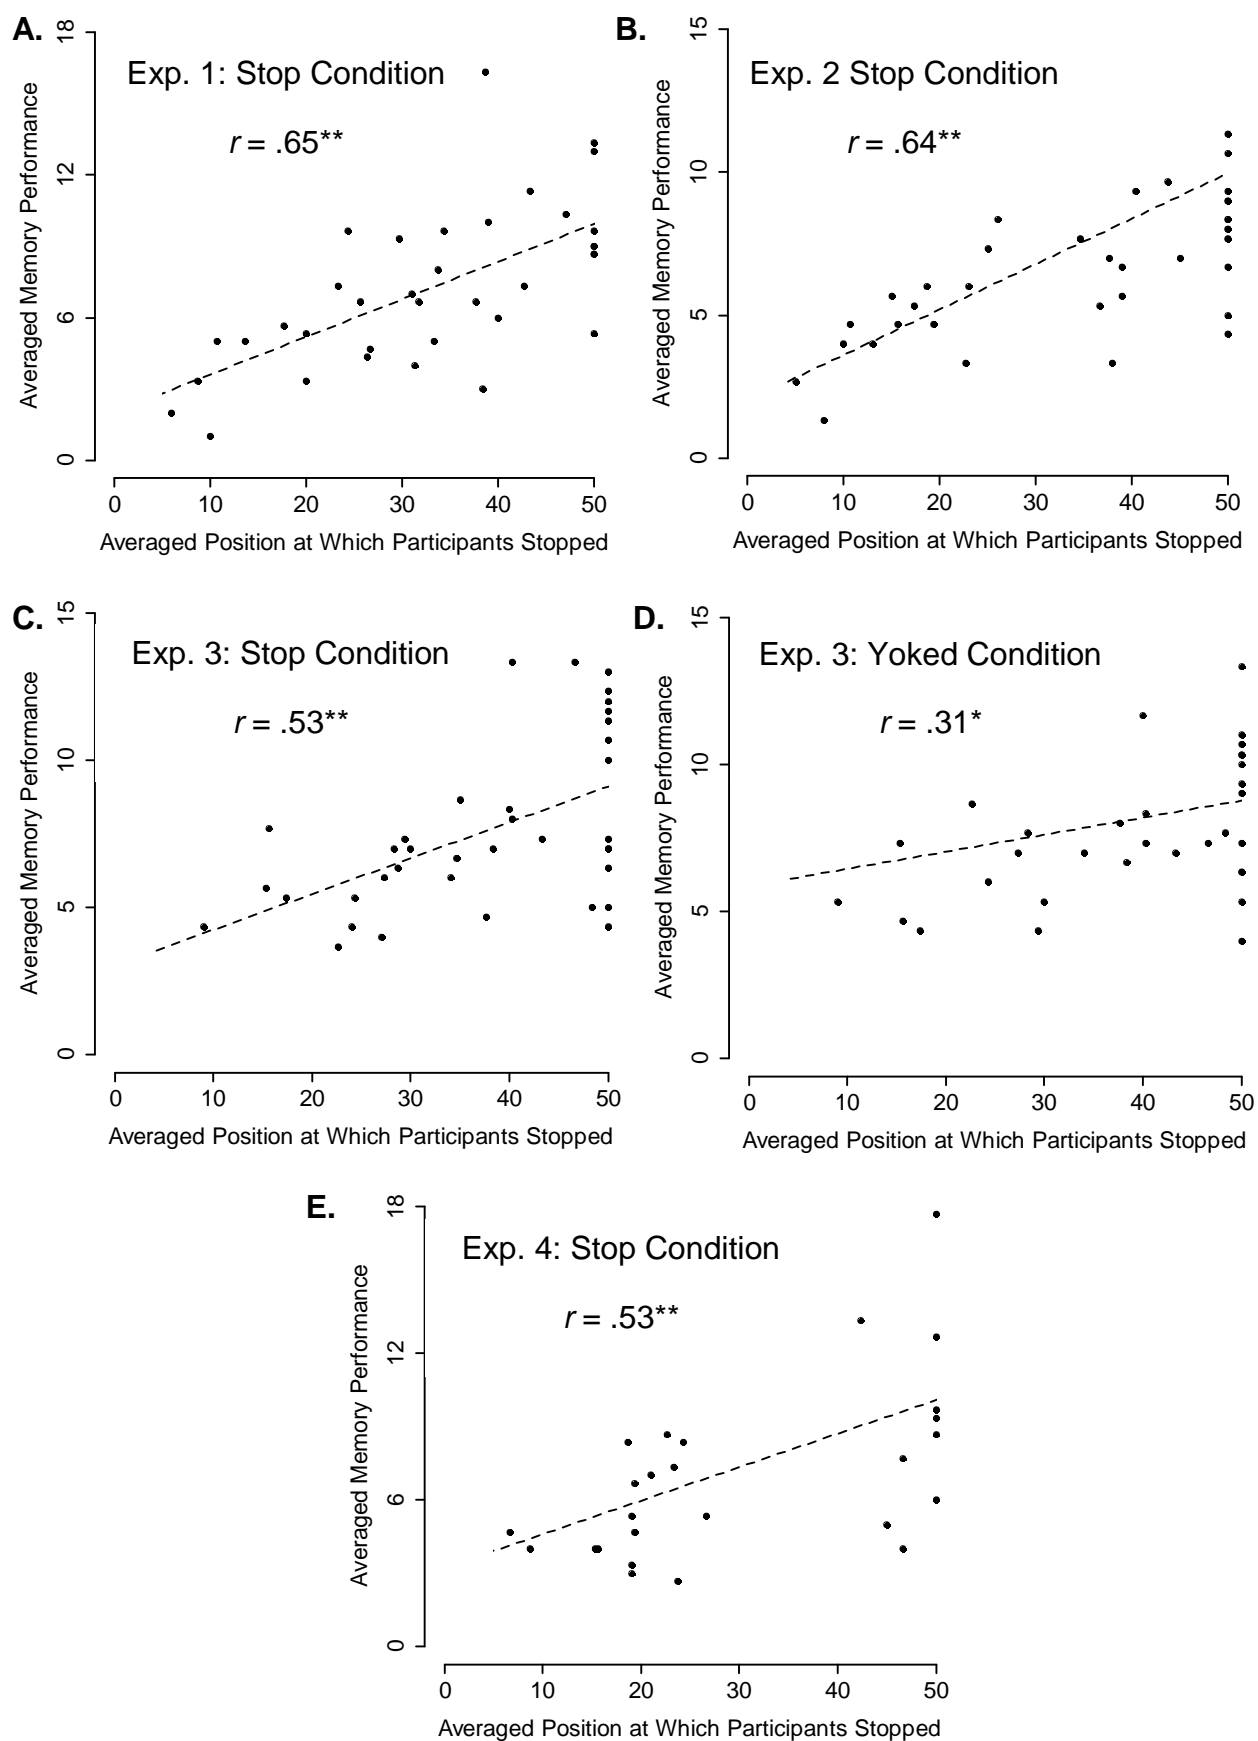 A.
Exp. 1: Stop Condition
r = .65**
Averaged Memory Performance
18
12
6
0
0 10 20 30 40 50
Averaged Position at Which Participants Stopped
B.
Exp. 2 Stop Condition
r = .64**
Averaged Memory Performance
15
10
5
0
0 10 20 30 40 50
Averaged Position at Which Participants Stopped
C.
Exp. 3: Stop Condition
r = .53**
Averaged Memory Performance
15
10
5
0
0 10 20 30 40 50
Averaged Position at Which Participants Stopped
D.
Exp. 3: Yoked Condition
r = .31*
Averaged Memory Performance
15
10
5
0
0 10 20 30 40 50
Averaged Position at Which Participants Stopped
E.
Exp. 4: Stop Condition
r = .53**
Averaged Memory Performance
18
12
6
0
0 10 20 30 40 50
Averaged Position at Which Participants Stopped